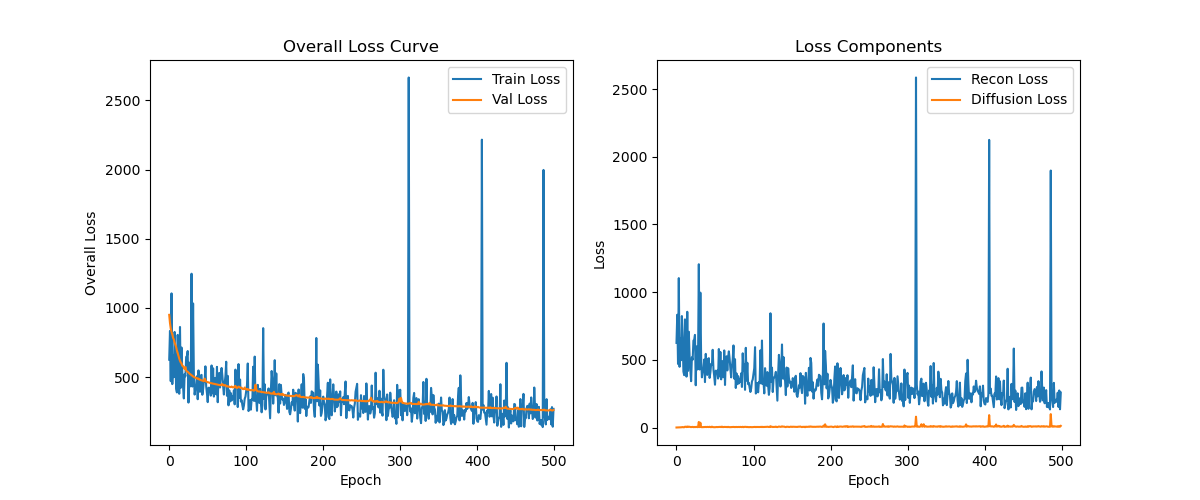 Overall Loss Curve
Train Loss
Val Loss
2500
2000
1500
1000
500
Overall Loss
0
100
200
300
400
500
Epoch
Loss Components
Recon Loss
Diffusion Loss
2500
2000
1500
1000
500
0
Loss
0
100
200
300
400
500
Epoch